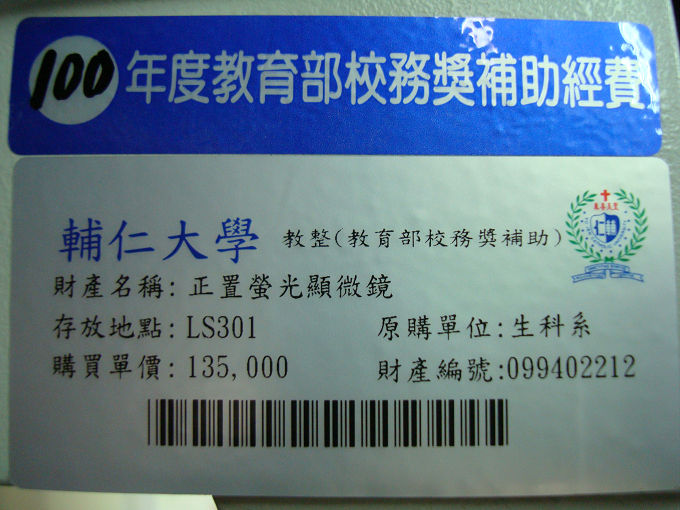 100年度教育部校務獎補助經費
輔仁大學 教整(教育部校務獎補助)
財產名稱: 正置螢光顯微鏡
存放地點: LS301 原購單位: 生科系
購買單價: 135,000 財產編號:099402212